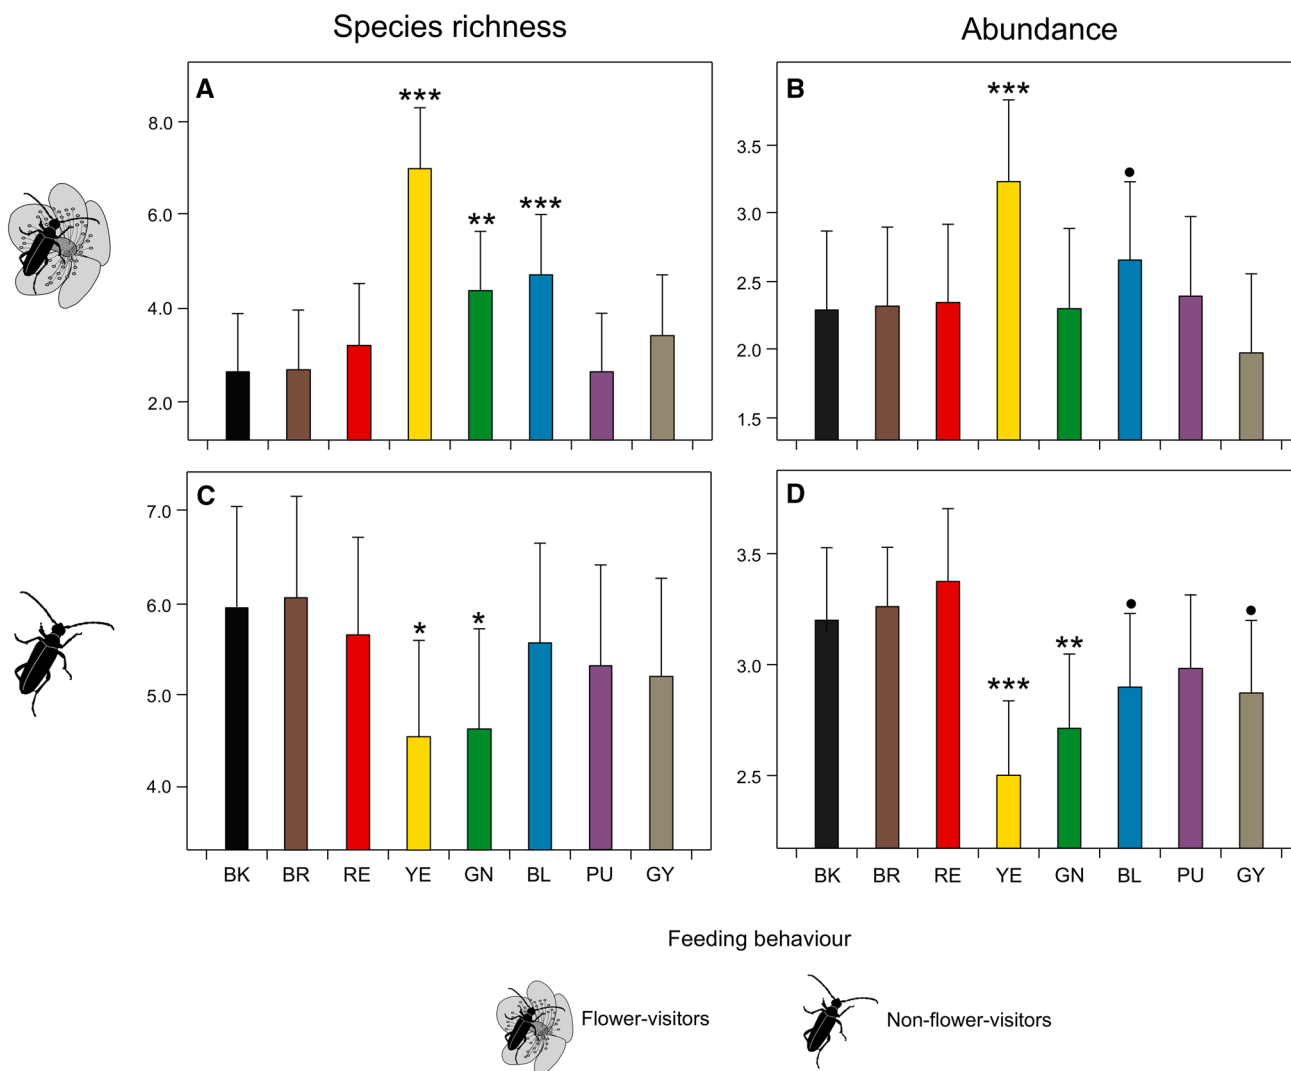 Species richness
Abundance
A
8.0
6.0
4.0
2.0
***
**
***
B
3.5
3.0
2.5
2.0
1.5
***
•
C
7.0
6.0
5.0
4.0
*
*
BK BR RE YE GN BL PU GY
D
3.5
3.0
2.5
***
**
•
•
BK BR RE YE GN BL PU GY
Feeding behaviour
Flower-visitors
Non-flower-visitors